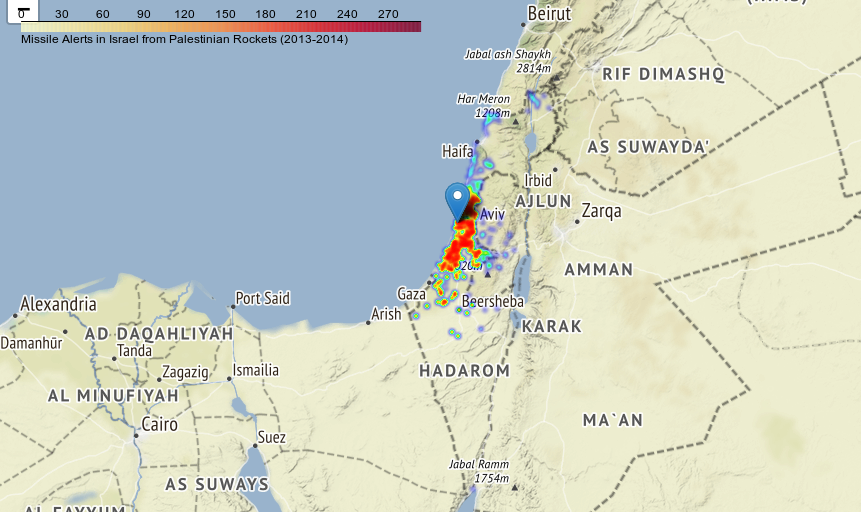 0 30 60 90 120 150 180 210 240 270
Missile Alerts in Israel from Palestinian Rockets (2013-2014)
Beirut
Jabal ash Shaykh
2814m
RIF DIMASHQ
Har Meron
1208m
Haifa
AS SUWAYDA'
Irbid
AJLUN
Aviv
Zarqa
AMMAN
Gaza
Beersheba
Alexandria
Port Said
Arish
KARAK
AD DAQAHLIYAH
Damanhūr
Tanda
Zagazig
Ismailia
HADAROM
AL MINUFIYAH
Cairo
MA`AN
Suez
Jabal Ramm
1754m
AS SUWAYS
AL FAYYUM